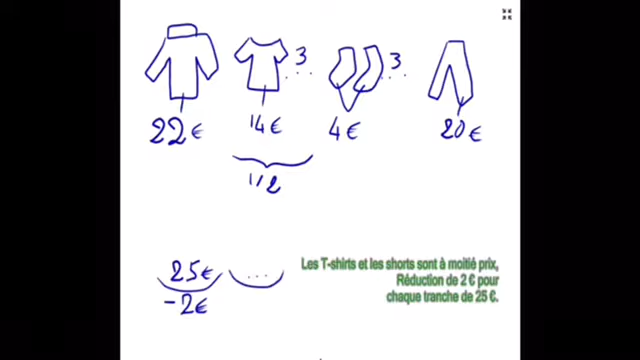 3 3
22€ 14€ 4€ 20€
1/2
25€ ...
-2€
Les T-shirts et les shorts sont à moitié prix,
Réduction de 2 € pour
chaque tranche de 25 €.